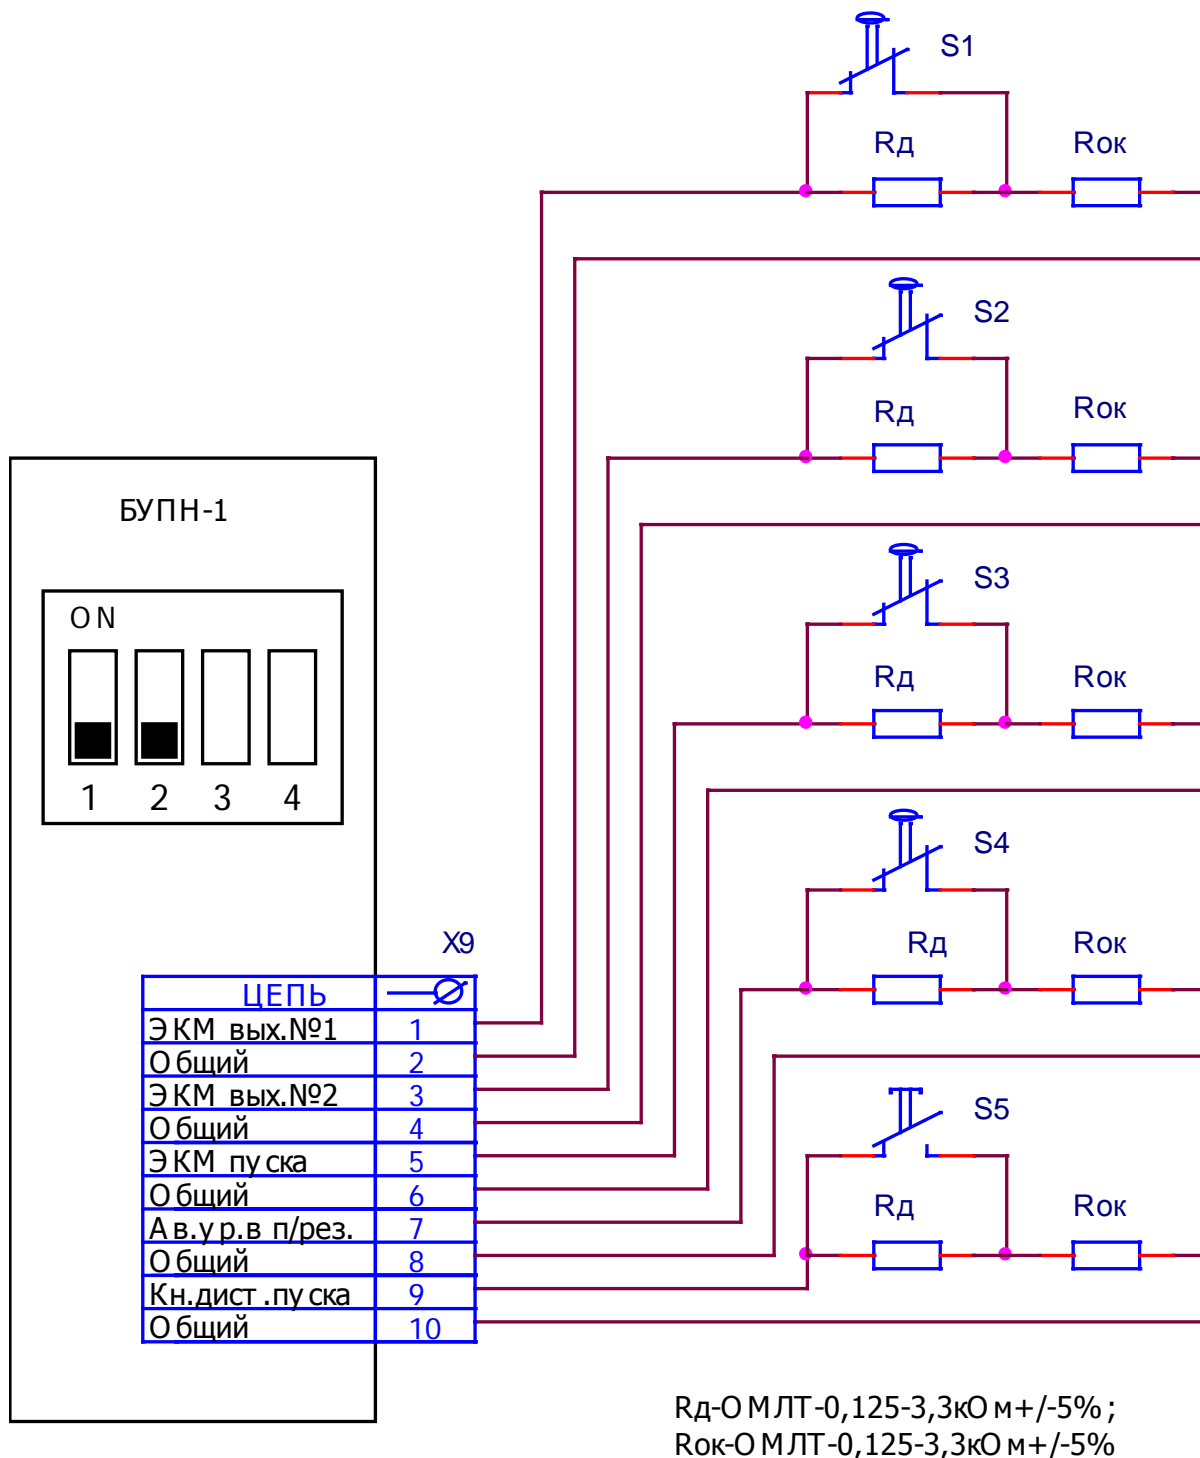 S1
Rд Rок
S2
Rд Rок
БУПН-1
S3
ON
Rд Rок
1 2 3 4
S4
X9
Rд Rок
ЦЕПЬ
ЭКМ вых.№1 1
Общий 2
ЭКМ вых.№2 3
Общий 4
S5
ЭКМ пуска 5
Общий 6
Ав.ур.в п/рез. 7
Rд Rок
Общий 8
Кн.дист.пуска 9
Общий 10
Rд-ОМЛТ-0,125-3,3кОм+/-5%;
Rок-ОМЛТ-0,125-3,3кОм+/-5%